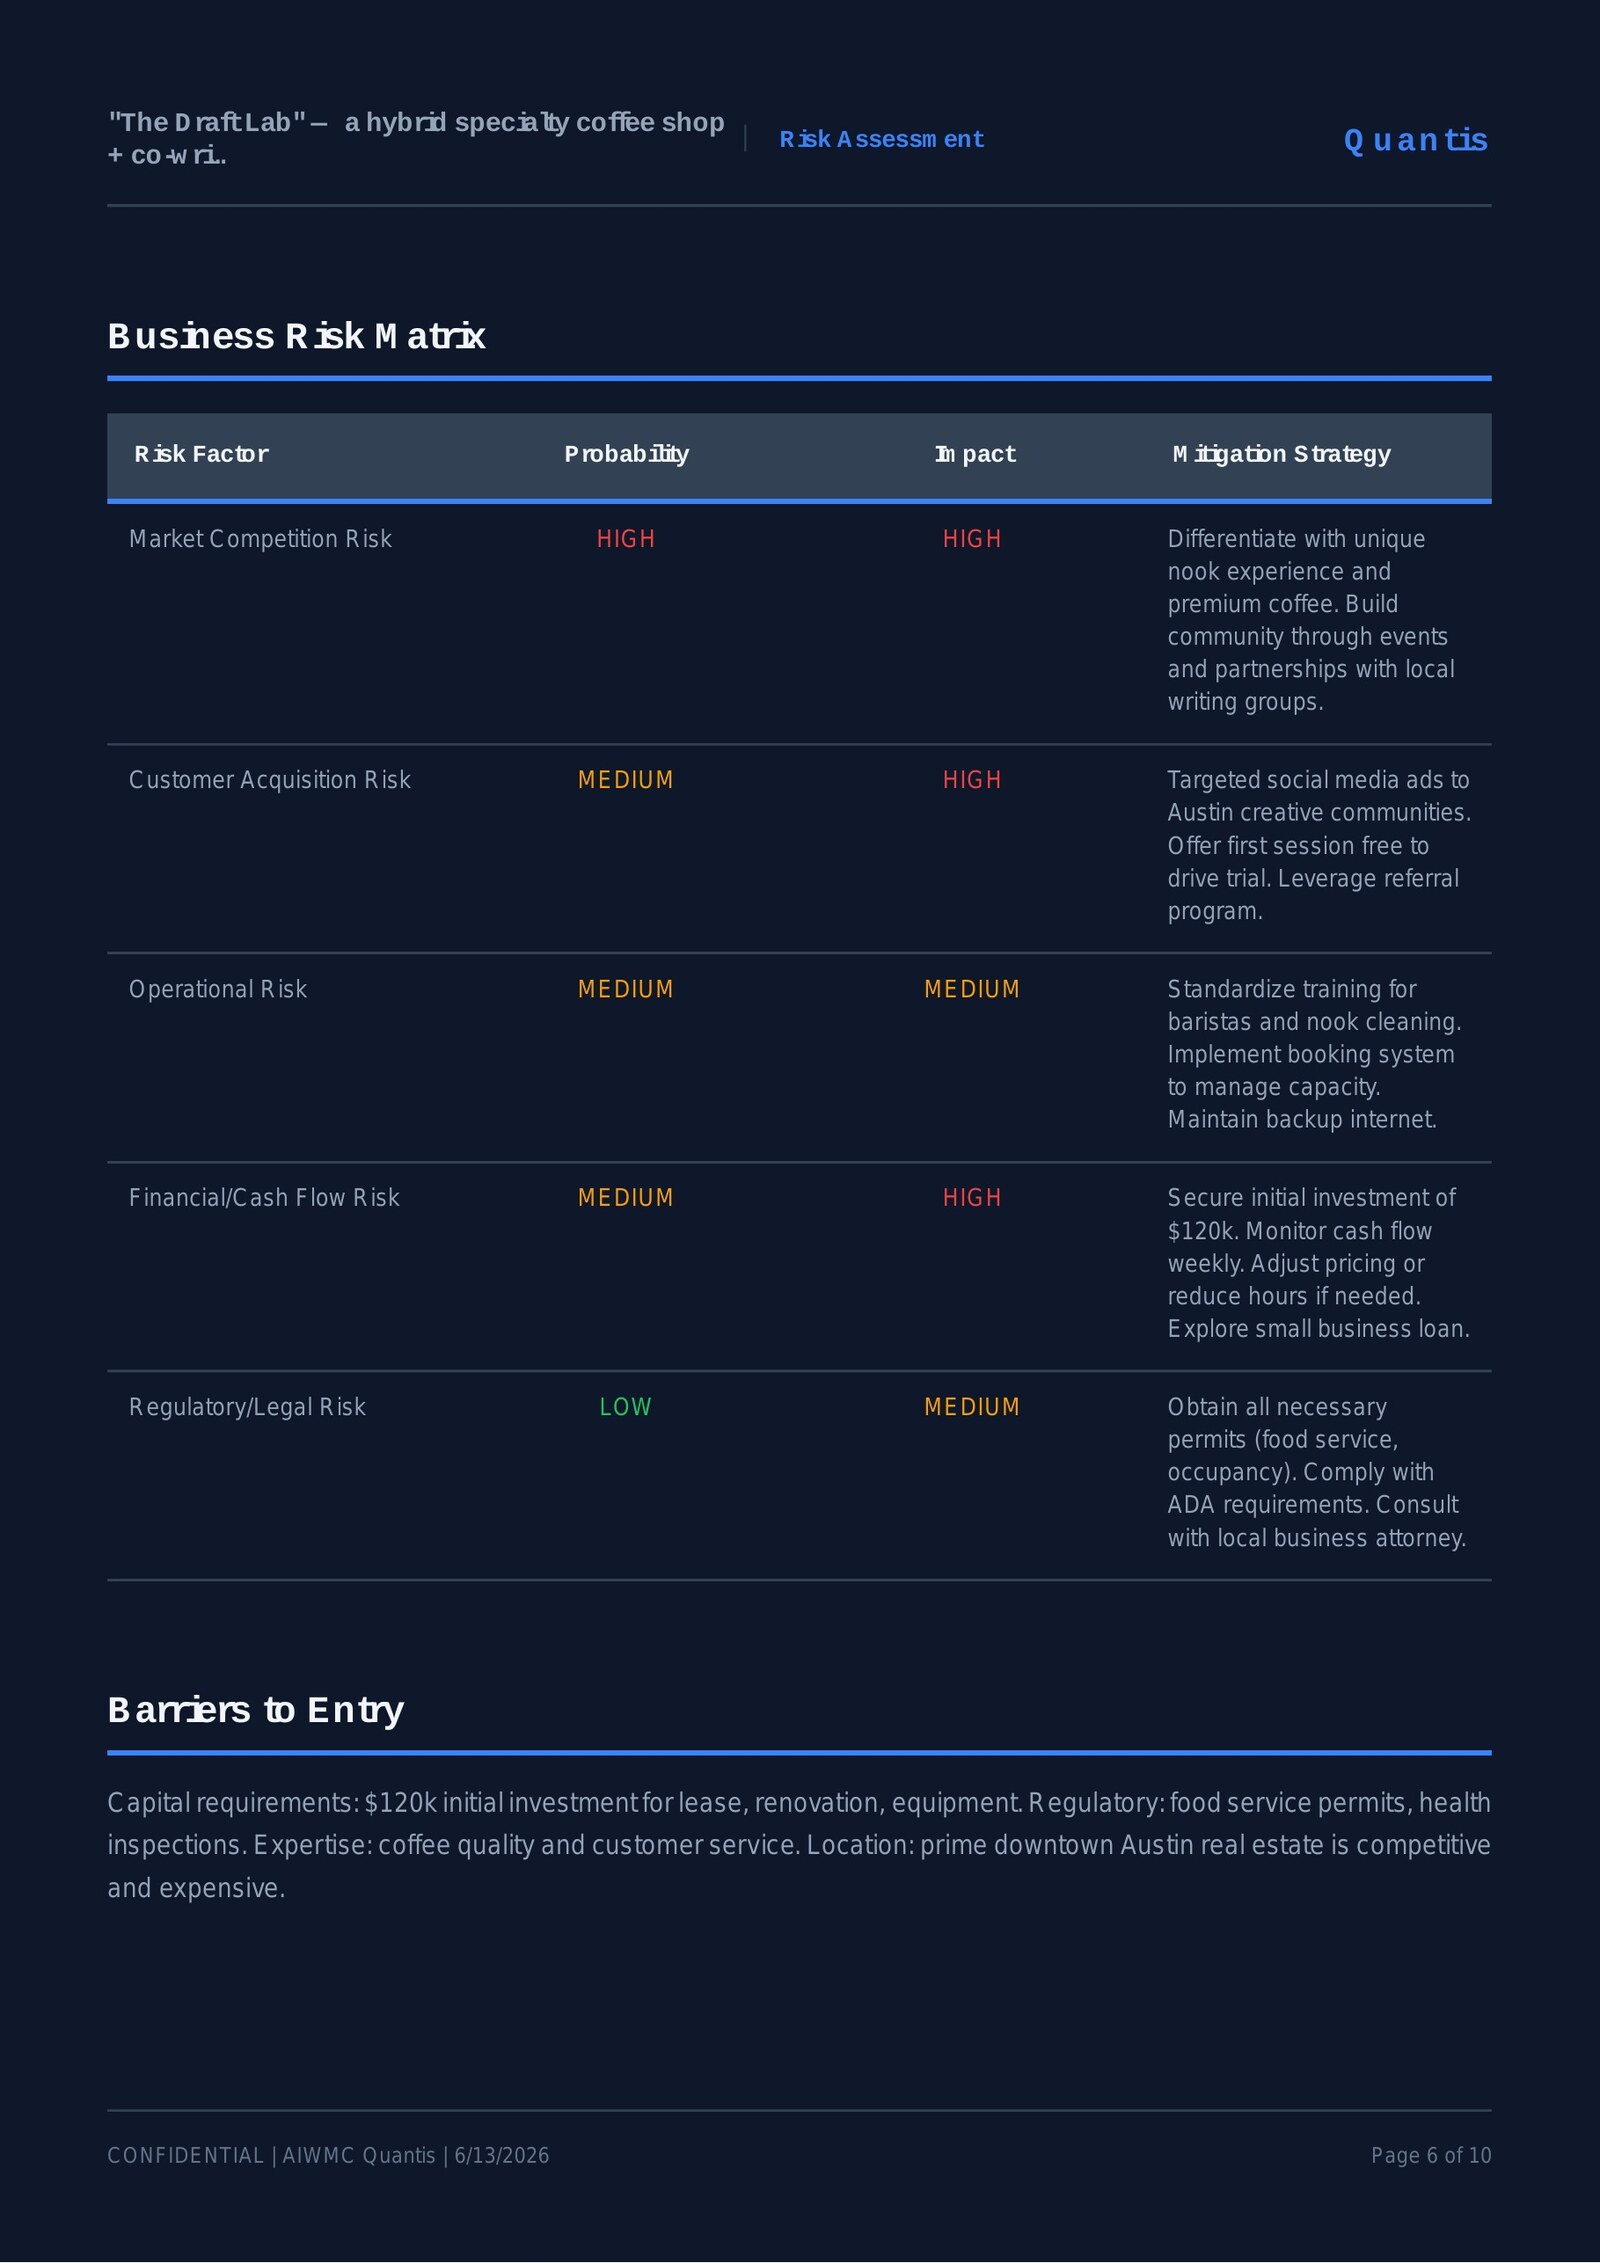 "The Draft Lab" — a hybrid specialty coffee shop
+ co-wri...
Risk Assessment
Quantis
Business Risk Matrix
Risk Factor Probability Impact Mitigation Strategy
Market Competition Risk HIGH HIGH Differentiate with unique
nook experience and
premium coffee. Build
community through events
and partnerships with local
writing groups.
Customer Acquisition Risk MEDIUM HIGH Targeted social media ads to
Austin creative communities.
Offer first session free to
drive trial. Leverage referral
program.
Operational Risk MEDIUM MEDIUM Standardize training for
baristas and nook cleaning.
Implement booking system
to manage capacity.
Maintain backup internet.
Financial/Cash Flow Risk MEDIUM HIGH Secure initial investment of
$120k. Monitor cash flow
weekly. Adjust pricing or
reduce hours if needed.
Explore small business loan.
Regulatory/Legal Risk LOW MEDIUM Obtain all necessary
permits (food service,
occupancy). Comply with
ADA requirements. Consult
with local business attorney.
Barriers to Entry
Capital requirements: $120k initial investment for lease, renovation, equipment. Regulatory: food service permits, health
inspections. Expertise: coffee quality and customer service. Location: prime downtown Austin real estate is competitive
and expensive.
CONFIDENTIAL | AIWMC Quantis | 6/13/2026
Page 6 of 10